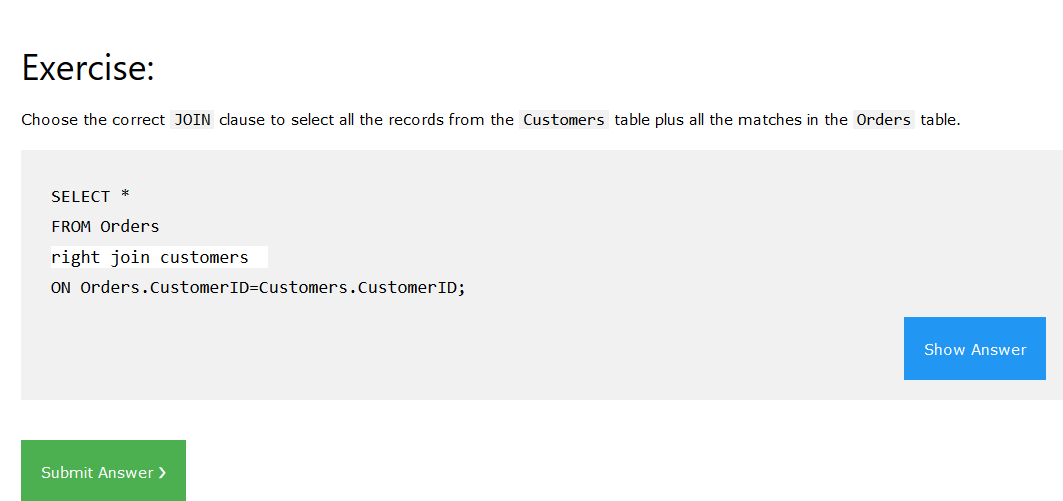 Exercise:
Choose the correct JOIN clause to select all the records from the Customers table plus all the matches in the Orders table.
SELECT *
FROM Orders
right join customers
ON Orders.CustomerID=Customers.CustomerID;
Show Answer
Submit Answer ❯